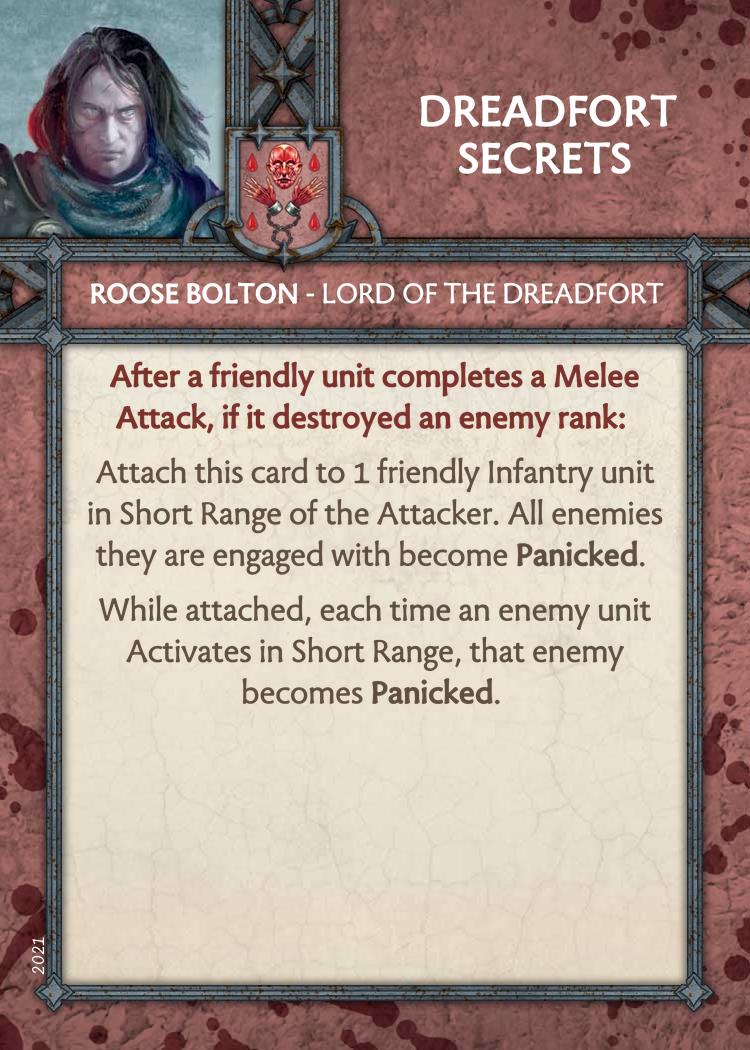 DREADFORT
SECRETS
ROOSE BOLTON - LORD OF THE DREADFORT
After a friendly unit completes a Melee
Attack, if it destroyed an enemy rank:
Attach this card to 1 friendly Infantry unit
in Short Range of the Attacker. All enemies
they are engaged with become Panicked.
While attached, each time an enemy unit
Activates in Short Range, that enemy
becomes Panicked.
2021